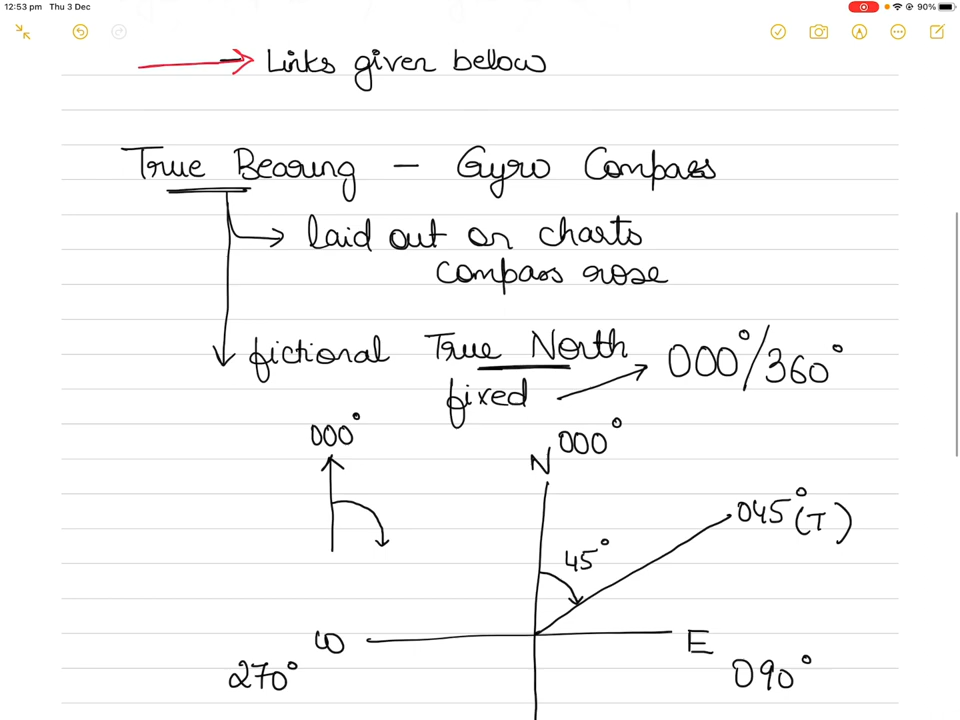 12:53 pm Thu 3 Dec
90%
Links given below
True Bearing - Gyro Compass
laid out on charts
compass rose
fictional True North
fixed
000°/360°
000°
N 000°
045° (T)
45°
W
E
270°
090°